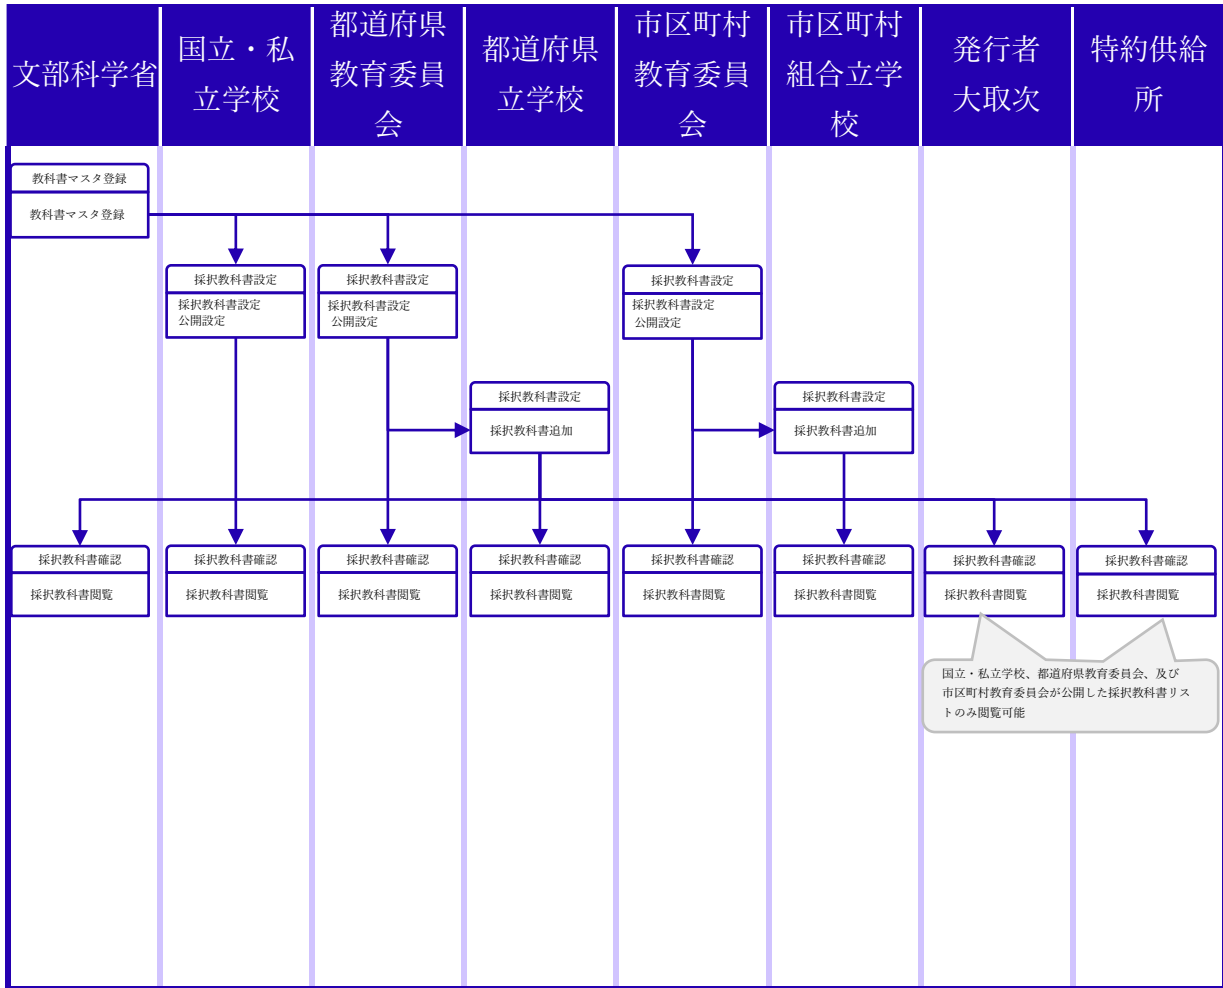 文部科学省
国立・私
立学校
都道府県
教育委員
会
都道府県
立学校
市区町村
教育委員
会
市区町村
組合立学
校
発行者
大取次
特約供給
所
教科書マスタ登録
教科書マスタ登録
採択教科書設定
採択教科書設定
公開設定
採択教科書設定
採択教科書設定
公開設定
採択教科書設定
採択教科書設定
公開設定
採択教科書設定
採択教科書追加
採択教科書設定
採択教科書追加
採択教科書確認
採択教科書閲覧
採択教科書確認
採択教科書閲覧
採択教科書確認
採択教科書閲覧
採択教科書確認
採択教科書閲覧
採択教科書確認
採択教科書閲覧
採択教科書確認
採択教科書閲覧
採択教科書確認
採択教科書閲覧
採択教科書確認
採択教科書閲覧
国立・私立学校、都道府県教育委員会、及び
市区町村教育委員会が公開した採択教科書リス
トのみ閲覧可能